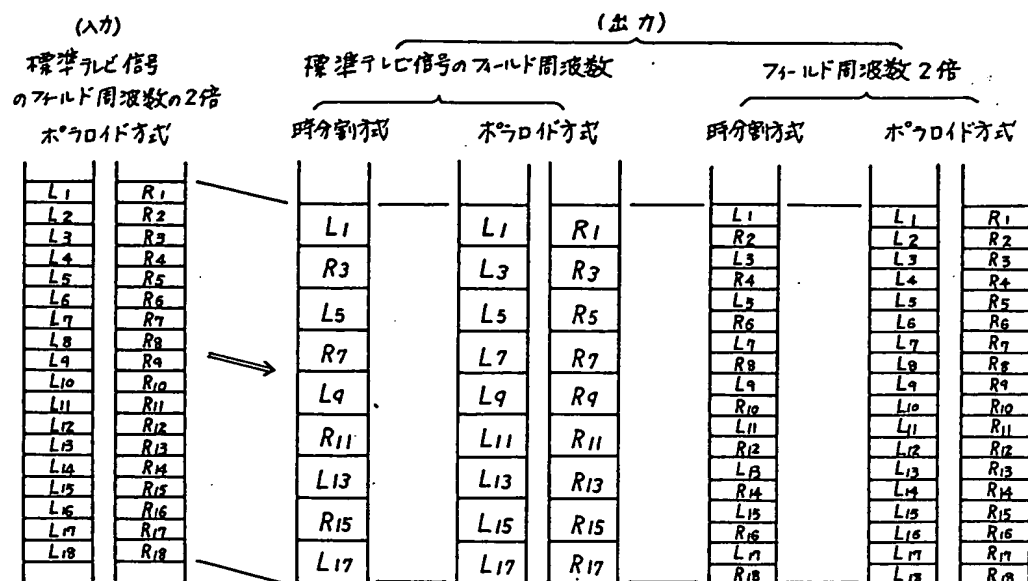 (入力)
(出力)
標準テレビ信号
のフィールド周波数の2倍
標準テレビ信号のフィールド周波数
フィールド周波数2倍
ポラロイド方式
時分割方式
ポラロイド方式
時分割方式
ポラロイド方式
L1 R1
L2 R2
L3 R3
L4 R4
L5 R5
L6 R6
L7 R7
L8 R8
L9 R9
L10 R10
L11 R11
L12 R12
L13 R13
L14 R14
L15 R15
L16 R16
L17 R17
L18 R18
L1
R3
L5
R7
L9
R11
L13
R15
L17
L1 R1
L3 R3
L5 R5
L7 R7
L9 R9
L11 R11
L13 R13
L15 R15
L17 R17
L1
R2
L3
R4
L5
R6
L7
R8
L9
R10
L11
R12
L13
R14
L15
R16
L17
R18
L1 R1
L2 R2
L3 R3
L4 R4
L5 R5
L6 R6
L7 R7
L8 R8
L9 R9
L10 R10
L11 R11
L12 R12
L13 R13
L14 R14
L15 R15
L16 R16
L17 R17
L18 R18